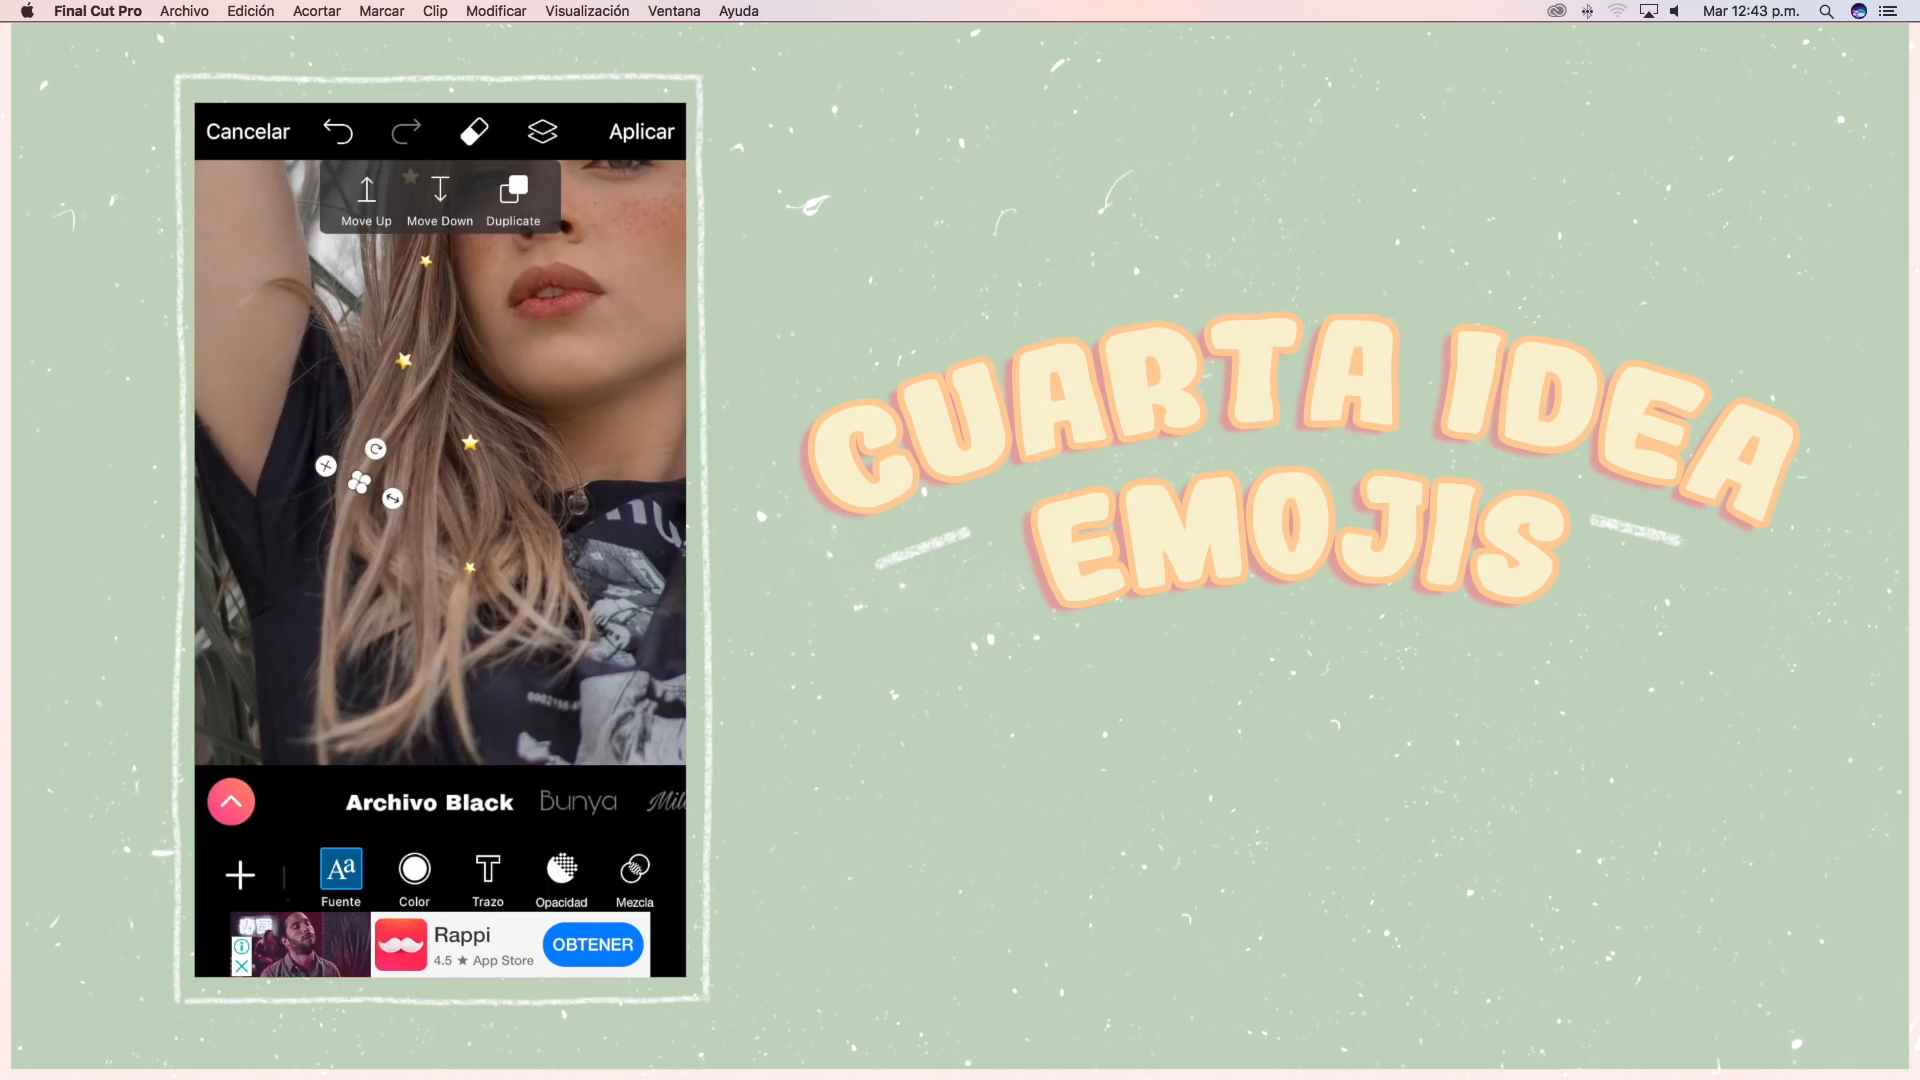 Final Cut Pro Archivo Edición Acortar Marcar Clip Modificar Visualización Ventana Ayuda Mar 12:43 p.m.
Cancelar Aplicar
Move Up Move Down Duplicate
CUARTA IDEA
EMOJIS
Archivo Black Bunya
Aa T
Fuente Color Trazo Opacidad Mezcla
Rappi
4.5 ★ App Store
OBTENER